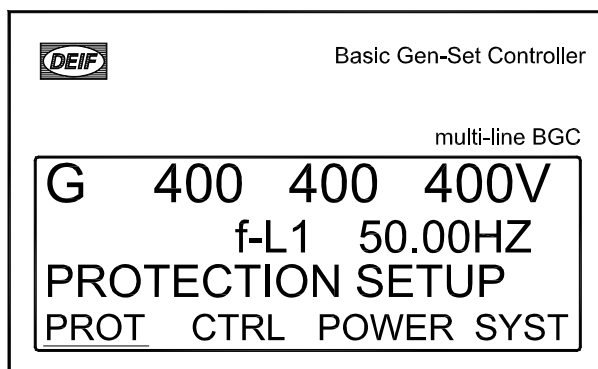 DEIF
Basic Gen-Set Controller
multi-line BGC
G 400 400 400V
f-L1 50.00HZ
PROTECTION SETUP
PROT CTRL POWER SYST